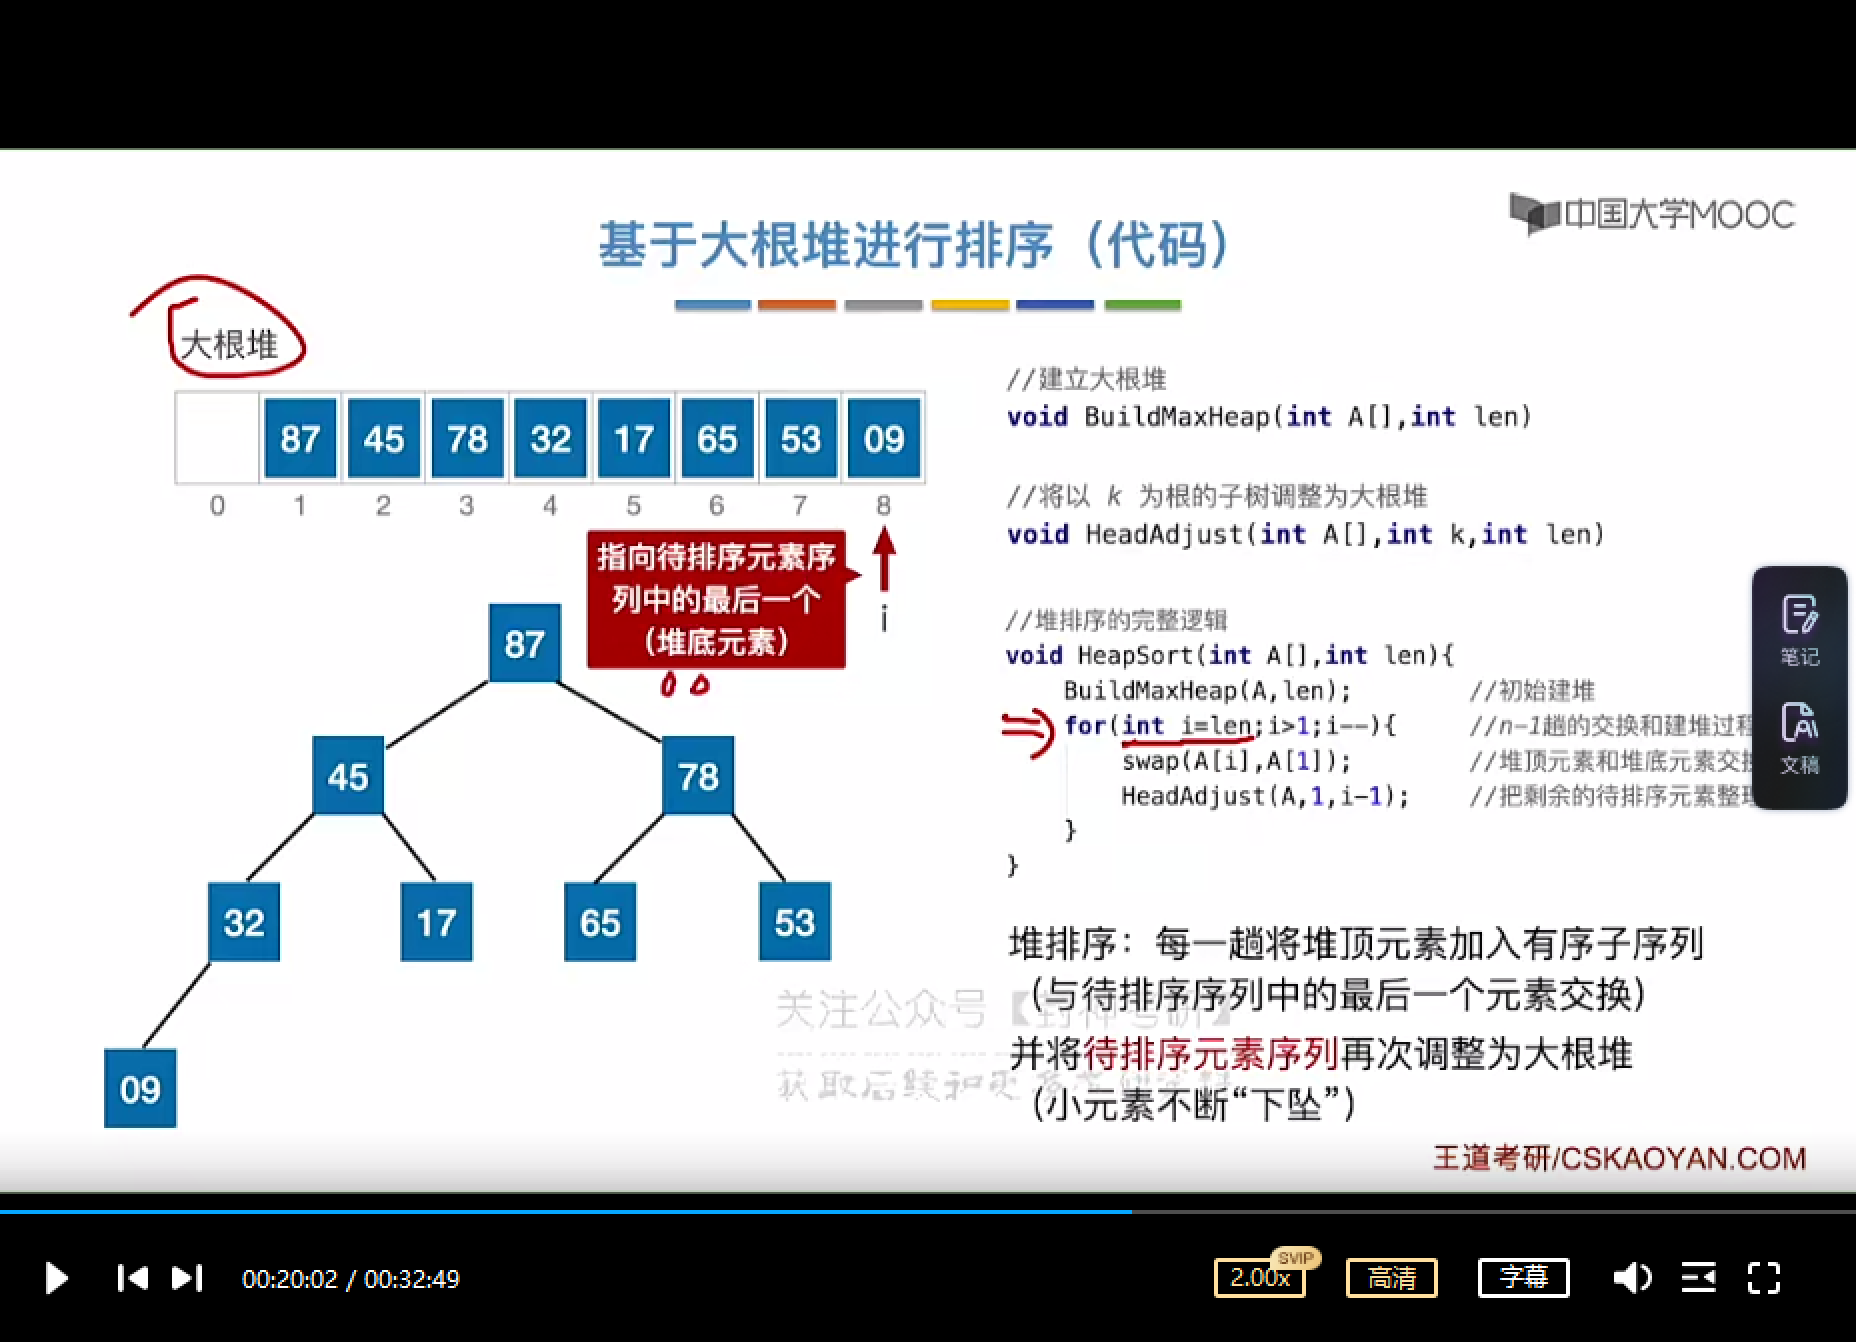 中国大学MOOC
基于大根堆进行排序（代码）
大根堆
87 45 78 32 17 65 53 09
0 1 2 3 4 5 6 7 8
指向待排序元素序
列中的最后一个
（堆底元素）
i
87
45 78
32 17 65 53
09
//建立大根堆
void BuildMaxHeap(int A[],int len)
//将以 k 为根的子树调整为大根堆
void HeadAdjust(int A[],int k,int len)
//堆排序的完整逻辑
void HeapSort(int A[],int len){
BuildMaxHeap(A,len); //初始建堆
for(int i=len;i>1;i--){ //n-1趟的交换和建堆过程
swap(A[i],A[1]); //堆顶元素和堆底元素交换
HeadAdjust(A,1,i-1); //把剩余的待排序元素整理
}
}
笔记
文稿
堆排序：每一趟将堆顶元素加入有序子序列
（与待排序序列中的最后一个元素交换）
并将待排序元素序列再次调整为大根堆
（小元素不断“下坠”）
关注公众号
获取后续和更
王道考研/CSKAOYAN.COM
00:20:02 / 00:32:49
2.00x
SVIP
高清
字幕